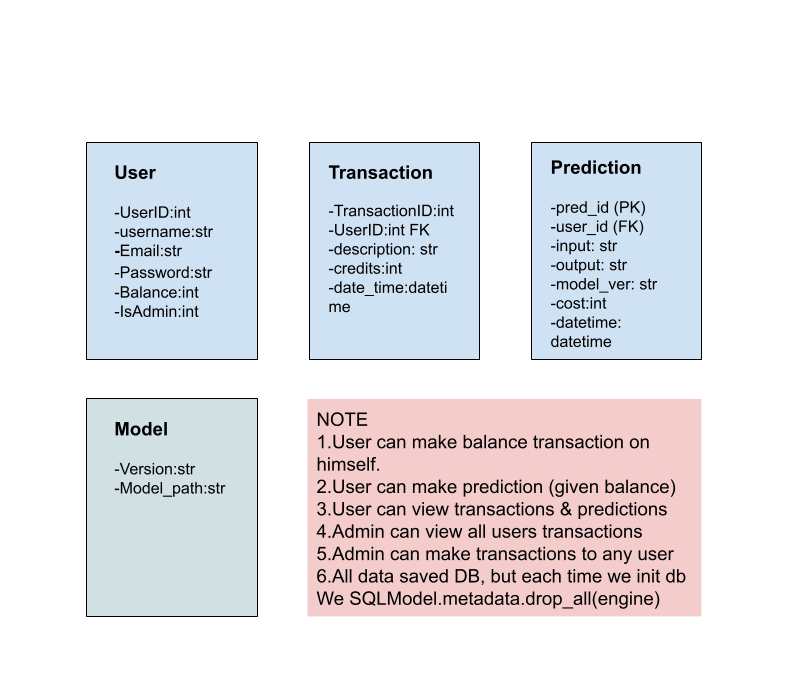 User
-UserID:int
-username:str
-Email:str
-Password:str
-Balance:int
-IsAdmin:int
Transaction
-TransactionID:int
-UserID:int FK
-description: str
-credits:int
-date_time:dateti
me
Prediction
-pred_id (PK)
-user_id (FK)
-input: str
-output: str
-model_ver: str
-cost:int
-datetime:
datetime
Model
-Version:str
-Model_path:str
NOTE
1.User can make balance transaction on
himself.
2.User can make prediction (given balance)
3.User can view transactions & predictions
4.Admin can view all users transactions
5.Admin can make transactions to any user
6.All data saved DB, but each time we init db
We SQLModel.metadata.drop_all(engine)